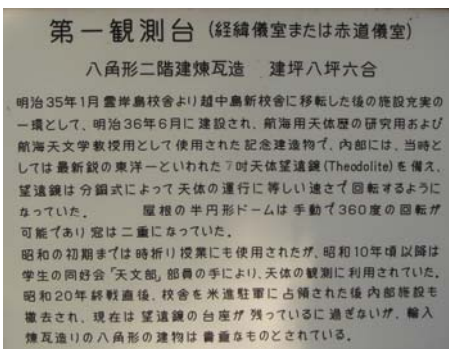 第一観測台 (経緯儀室または赤道儀室)
八角形二階建煉瓦造 建坪八坪六合
明治35年1月霊岸島校舎より越中島新校舎に移転した後の施設充実の
一環として、明治36年6月に建設され、航海用天体歴の研究用および
航海天文学教授用として使用された記念建造物で、内部には、当時と
しては最新鋭の東洋一といわれた7吋天体望遠鏡(Theodolite)を備え、
望遠鏡は分銅式によって天体の運行に等しい速さで回転するように
なっていた。 屋根の半円形ドームは手動で360度の回転が
可能であり窓は二重になっていた。
昭和の初期までは時折り授業にも使用されたが、昭和10年頃以降は
学生の同好会「天文部」部員の手により、天体の観測に利用されていた。
昭和20年終戦直後、校舎を米進駐軍に占領された後内部施設も
撤去され、現在は望遠鏡の台座が残っているに過ぎないが、輸入
煉瓦造りの八角形の建物は貴重なものとされている。